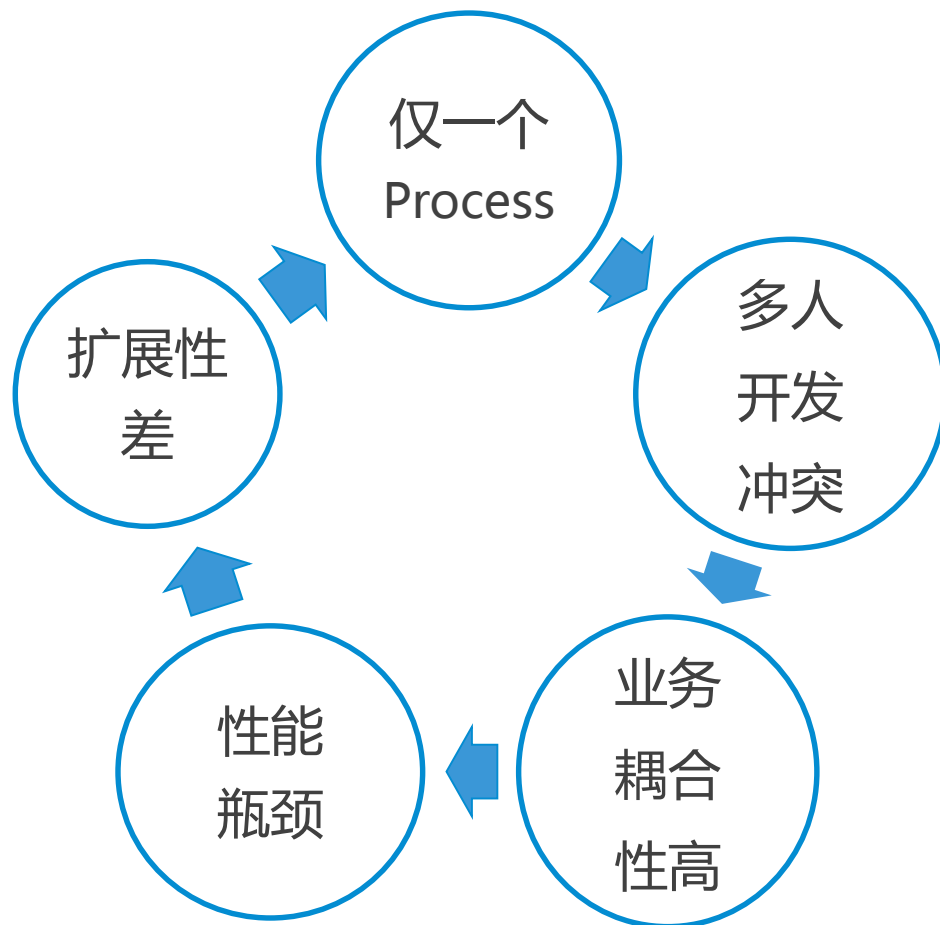 仅一个
Process
多人
开发
冲突
业务
耦合
性高
性能
瓶颈
扩展性
差